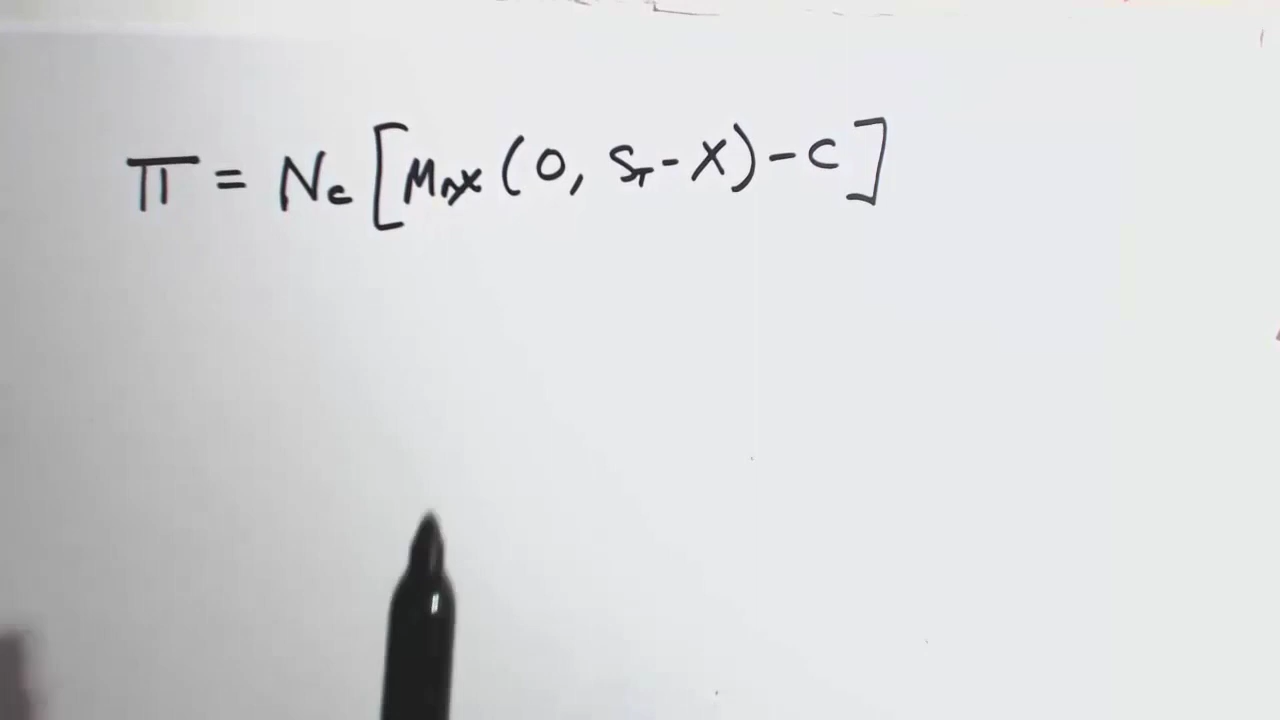 Π = Nc [Max (0, ST - X) - C]